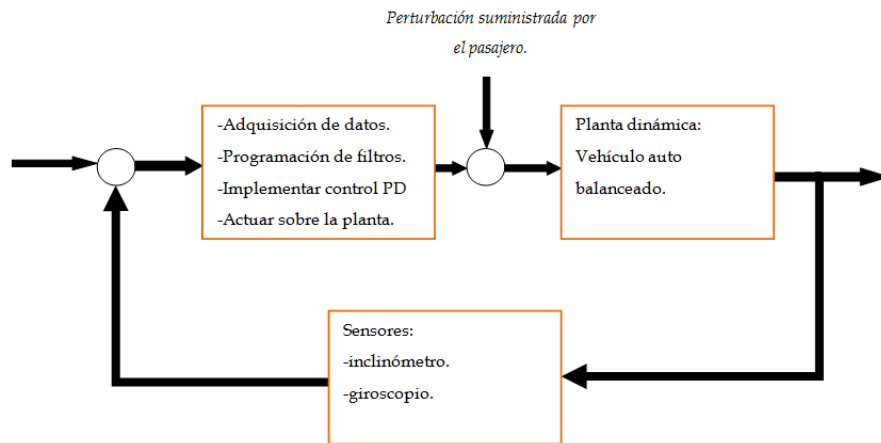 Perturbación suministrada por
el pasajero.
-Adquisición de datos.
-Programación de filtros.
-Implementar control PD
-Actuar sobre la planta.
Planta dinámica:
Vehículo auto
balanceado.
Sensores:
-inclinómetro.
-giroscopio.